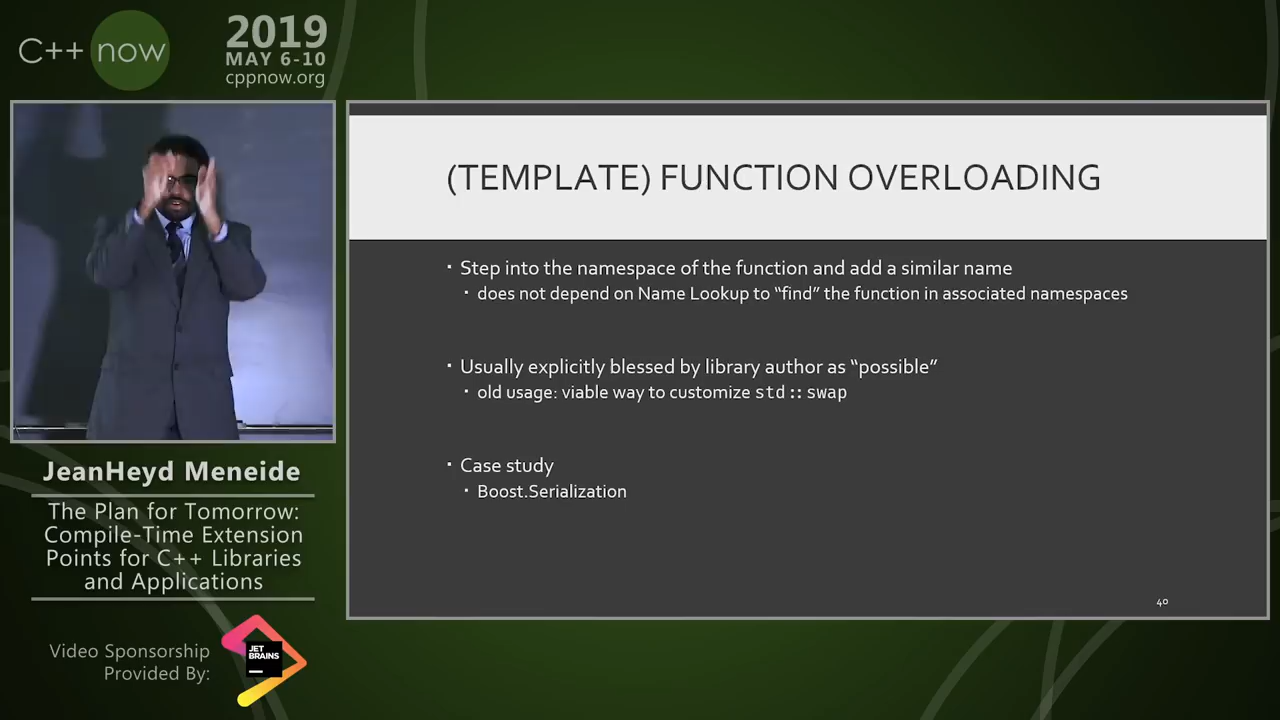 C++ now
2019
MAY 6-10
cppnow.org
(TEMPLATE) FUNCTION OVERLOADING
▪ Step into the namespace of the function and add a similar name
▪ does not depend on Name Lookup to “find” the function in associated namespaces
▪ Usually explicitly blessed by library author as “possible”
▪ old usage: viable way to customize std::swap
▪ Case study
▪ Boost.Serialization
40
JeanHeyd Meneide
The Plan for Tomorrow:
Compile-Time Extension
Points for C++ Libraries
and Applications
Video Sponsorship
Provided By:
JET
BRAINS